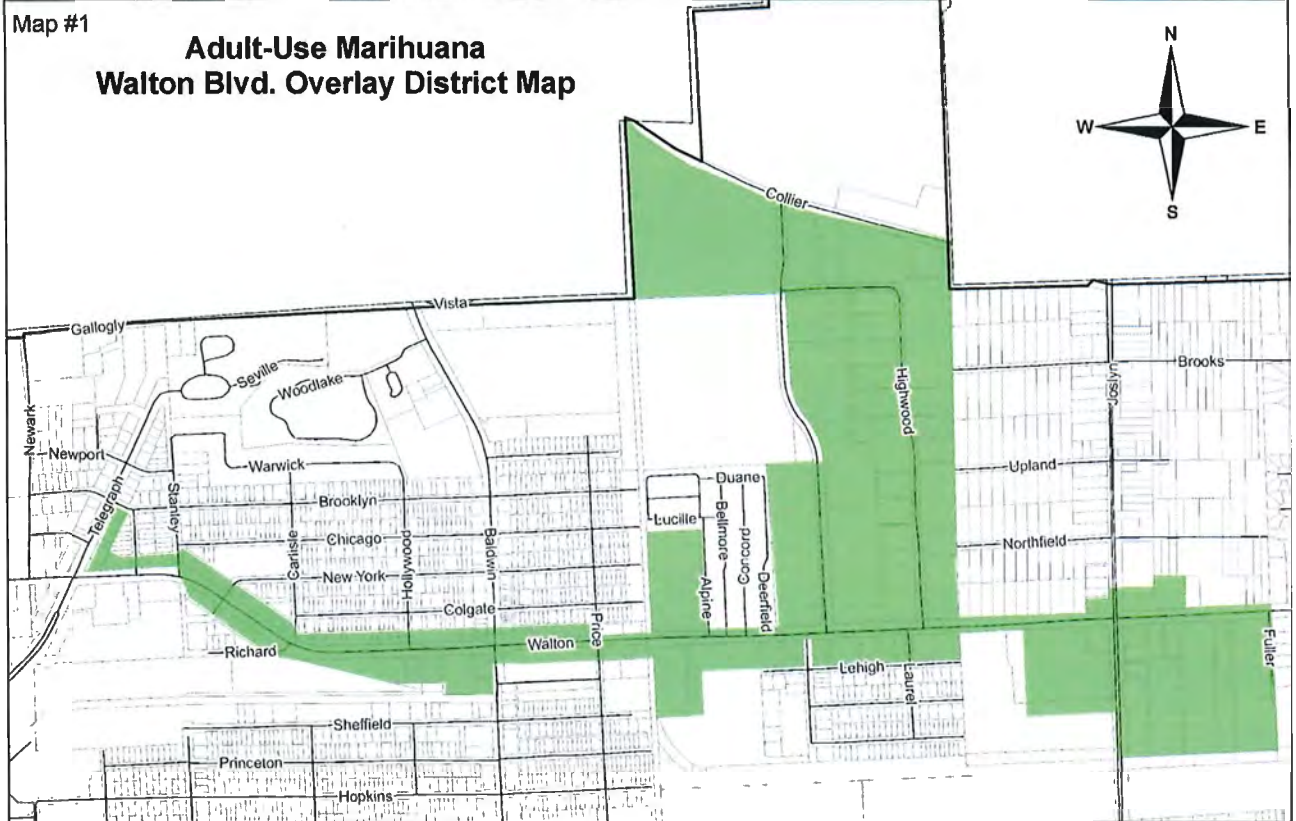 Map #1
Adult-Use Marihuana
Walton Blvd. Overlay District Map
N
W
E
S
Collier
Vista
Gallogly
Seville
Woodlake
Newark
Newport
Telegraph
Stanley
Warwick
Brooklyn
Carlisle
Chicago
Hollywood
Baldwin
New York
Colgate
Price
Richard
Walton
Sheffield
Princeton
Hopkins
Duane
Lucille
Bellmore
Concord
Alpine
Deerfield
Highwood
Lehigh
Laurel
Joslyn
Brooks
Upland
Northfield
Fuller